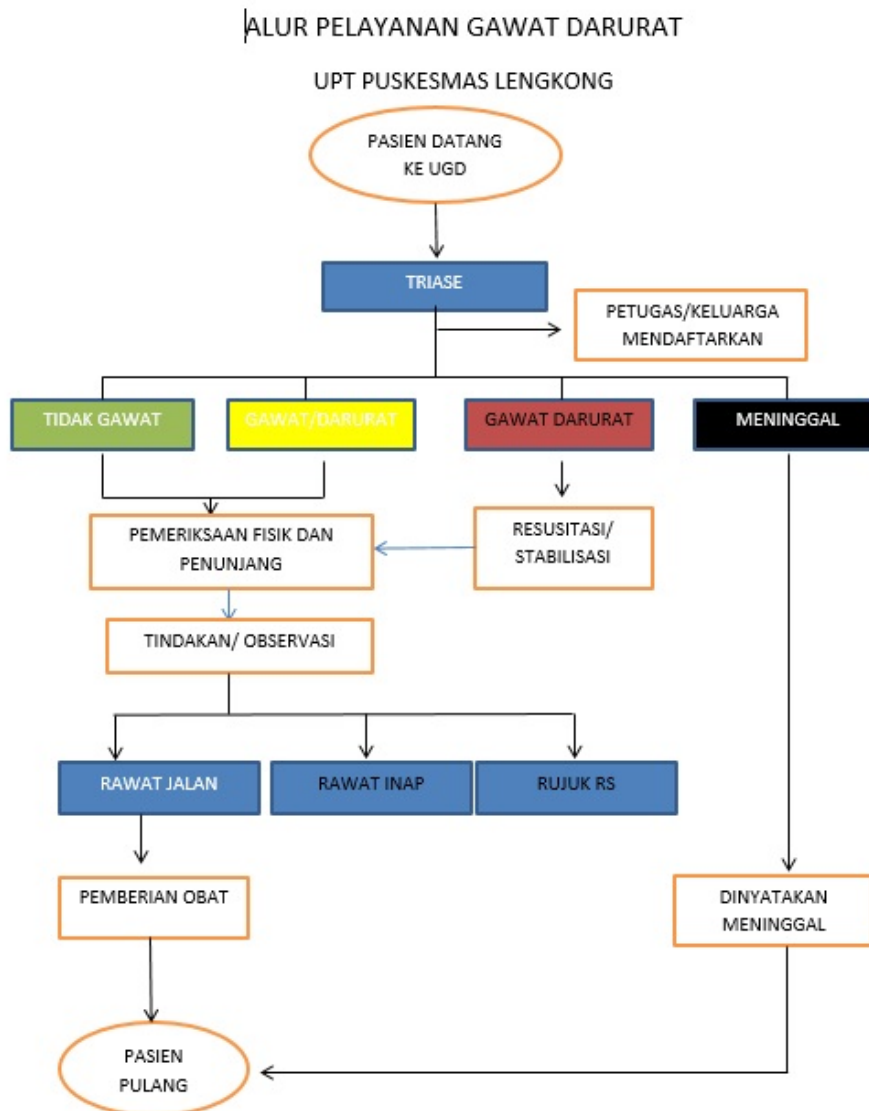 ALUR PELAYANAN GAWAT DARURAT
UPT PUSKESMAS LENGKONG
PASIEN DATANG
KE UGD
TRIASE
PETUGAS/KELUARGA
MENDAFTARKAN
TIDAK GAWAT
GAWAT/DARURAT
GAWAT DARURAT
MENINGGAL
PEMERIKSAAN FISIK DAN
PENUNJANG
RESUSITASI/
STABILISASI
TINDAKAN/ OBSERVASI
RAWAT JALAN
RAWAT INAP
RUJUK RS
PEMBERIAN OBAT
DINYATAKAN
MENINGGAL
PASIEN
PULANG